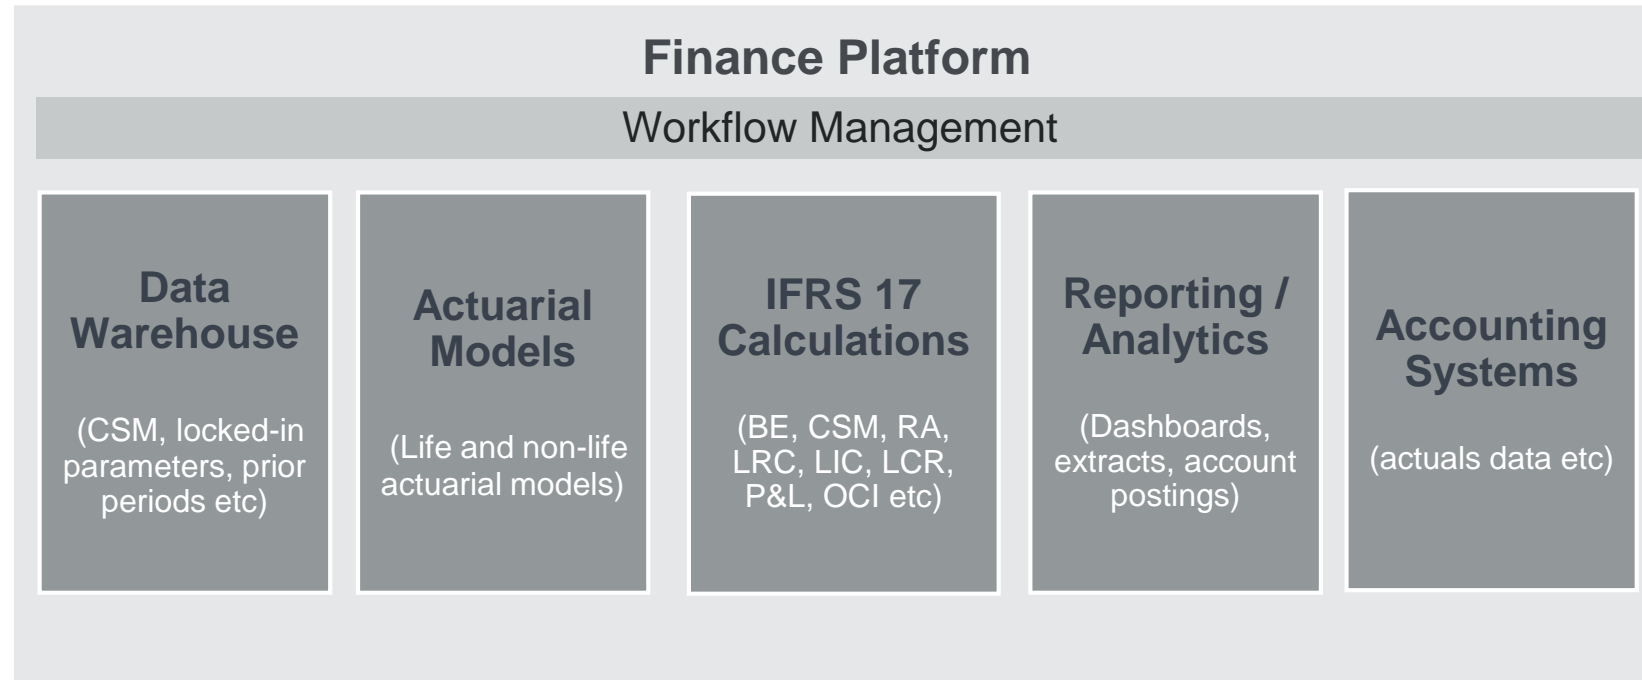 Finance Platform
Workflow Management
Data
Warehouse
(CSM, locked-in
parameters, prior
periods etc)
Actuarial
Models
(Life and non-life
actuarial models)
IFRS 17
Calculations
(BE, CSM, RA,
LRC, LIC, LCR,
P&L, OCI etc)
Reporting /
Analytics
(Dashboards,
extracts, account
postings)
Accounting
Systems
(actuals data etc)